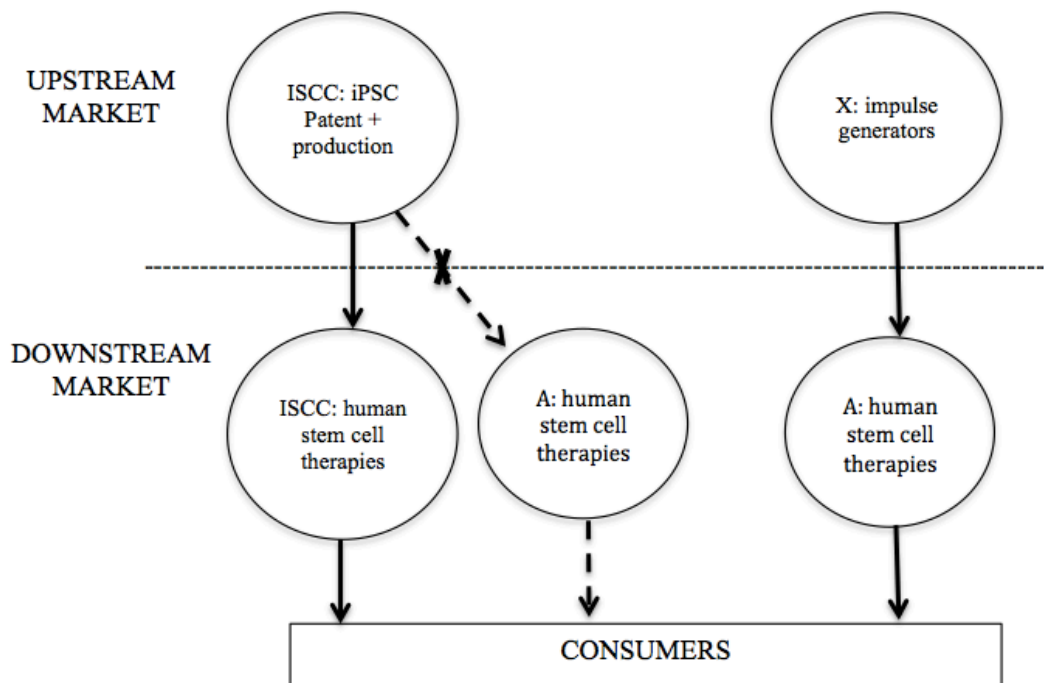 UPSTREAM
MARKET
ISCC: iPSC
Patent +
production
X: impulse
generators
DOWNSTREAM
MARKET
ISCC: human
stem cell
therapies
A: human
stem cell
therapies
A: human
stem cell
therapies
CONSUMERS